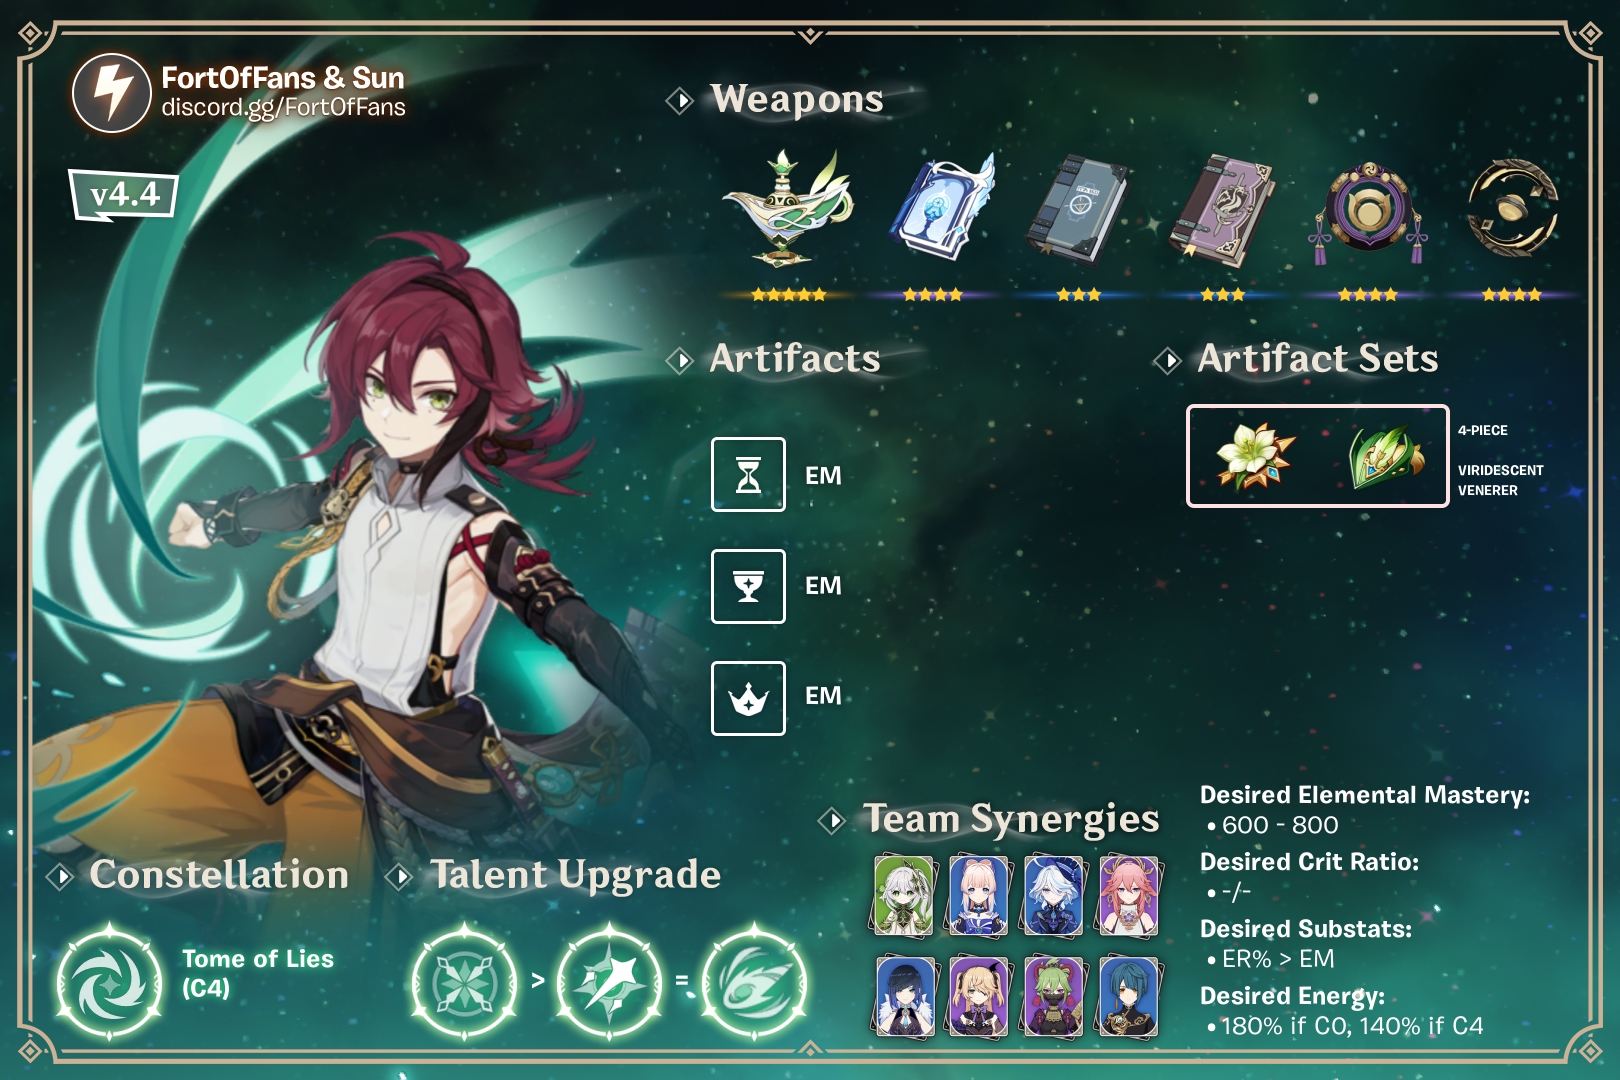 FortOfFans & Sun
discord.gg/FortOfFans
v4.4
Weapons
Artifacts
EM
EM
EM
Artifact Sets
4-PIECE
VIRIDESCENT
VENERER
Constellation
Tome of Lies
(C4)
Talent Upgrade
>
=
Team Synergies
Desired Elemental Mastery:
• 600 - 800
Desired Crit Ratio:
• -/-
Desired Substats:
• ER% > EM
Desired Energy:
• 180% if C0, 140% if C4